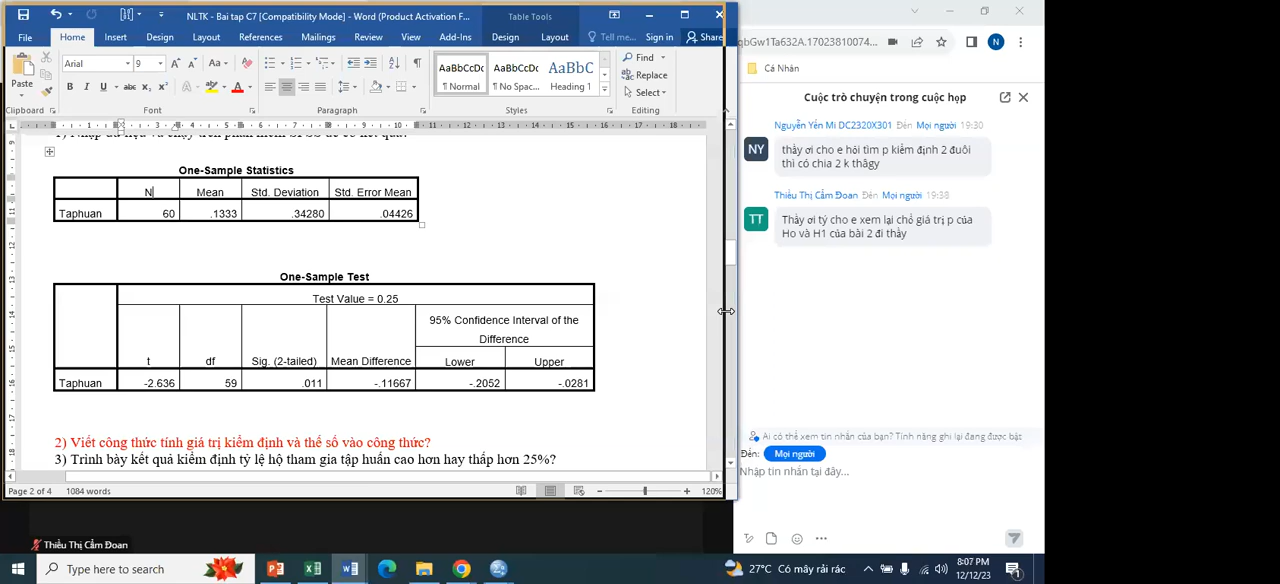 NLTK - Bai tap C7 [Compatibility Mode] - Word (Product Activation F...
Table Tools
File Home Insert Design Layout References Mailings Review View Add-Ins Design Layout Tell me... Sign in Share
Paste
Arial 9
AaBbCcDc AaBbCcDc AaBbC
¶ Normal ¶ No Spac... Heading 1
Find
Replace
Select
Clipboard Font Paragraph Styles Editing
One-Sample Statistics
N Mean Std. Deviation Std. Error Mean
Taphuan 60 .1333 .34280 .04426
One-Sample Test
Test Value = 0.25
95% Confidence Interval of the
Difference
t df Sig. (2-tailed) Mean Difference Lower Upper
Taphuan -2.636 59 .011 -.11667 -.2052 -.0281
2) Viết công thức tính giá trị kiểm định và thế số vào công thức?
3) Trình bày kết quả kiểm định tỷ lệ hộ tham gia tập huấn cao hơn hay thấp hơn 25%?
Page 2 of 4 1084 words 120%
Thiều Thị Cẩm Đoan
qbGw1Ta632A.17023810074...
N
Cá Nhân
Cuộc trò chuyện trong cuộc họp
Nguyễn Yến Mi DC2320X301 Đến Mọi người 19:30
NY
thầy ơi cho e hội tìm p kiểm định 2 đuôi
thì có chia 2 k thâgy
Thiều Thị Cẩm Đoan Đến Mọi người 19:38
TT
Thầy ơi tý cho e xem lại chổ giá trị p của
Ho và H1 của bài 2 đi thầy
Ai có thể xem tin nhắn của bạn? Tính năng ghi lại đang được bật
Đến: Mọi người
Nhập tin nhắn tại đây...
Type here to search
27°C Có mây rải rác
8:07 PM
12/12/23
1